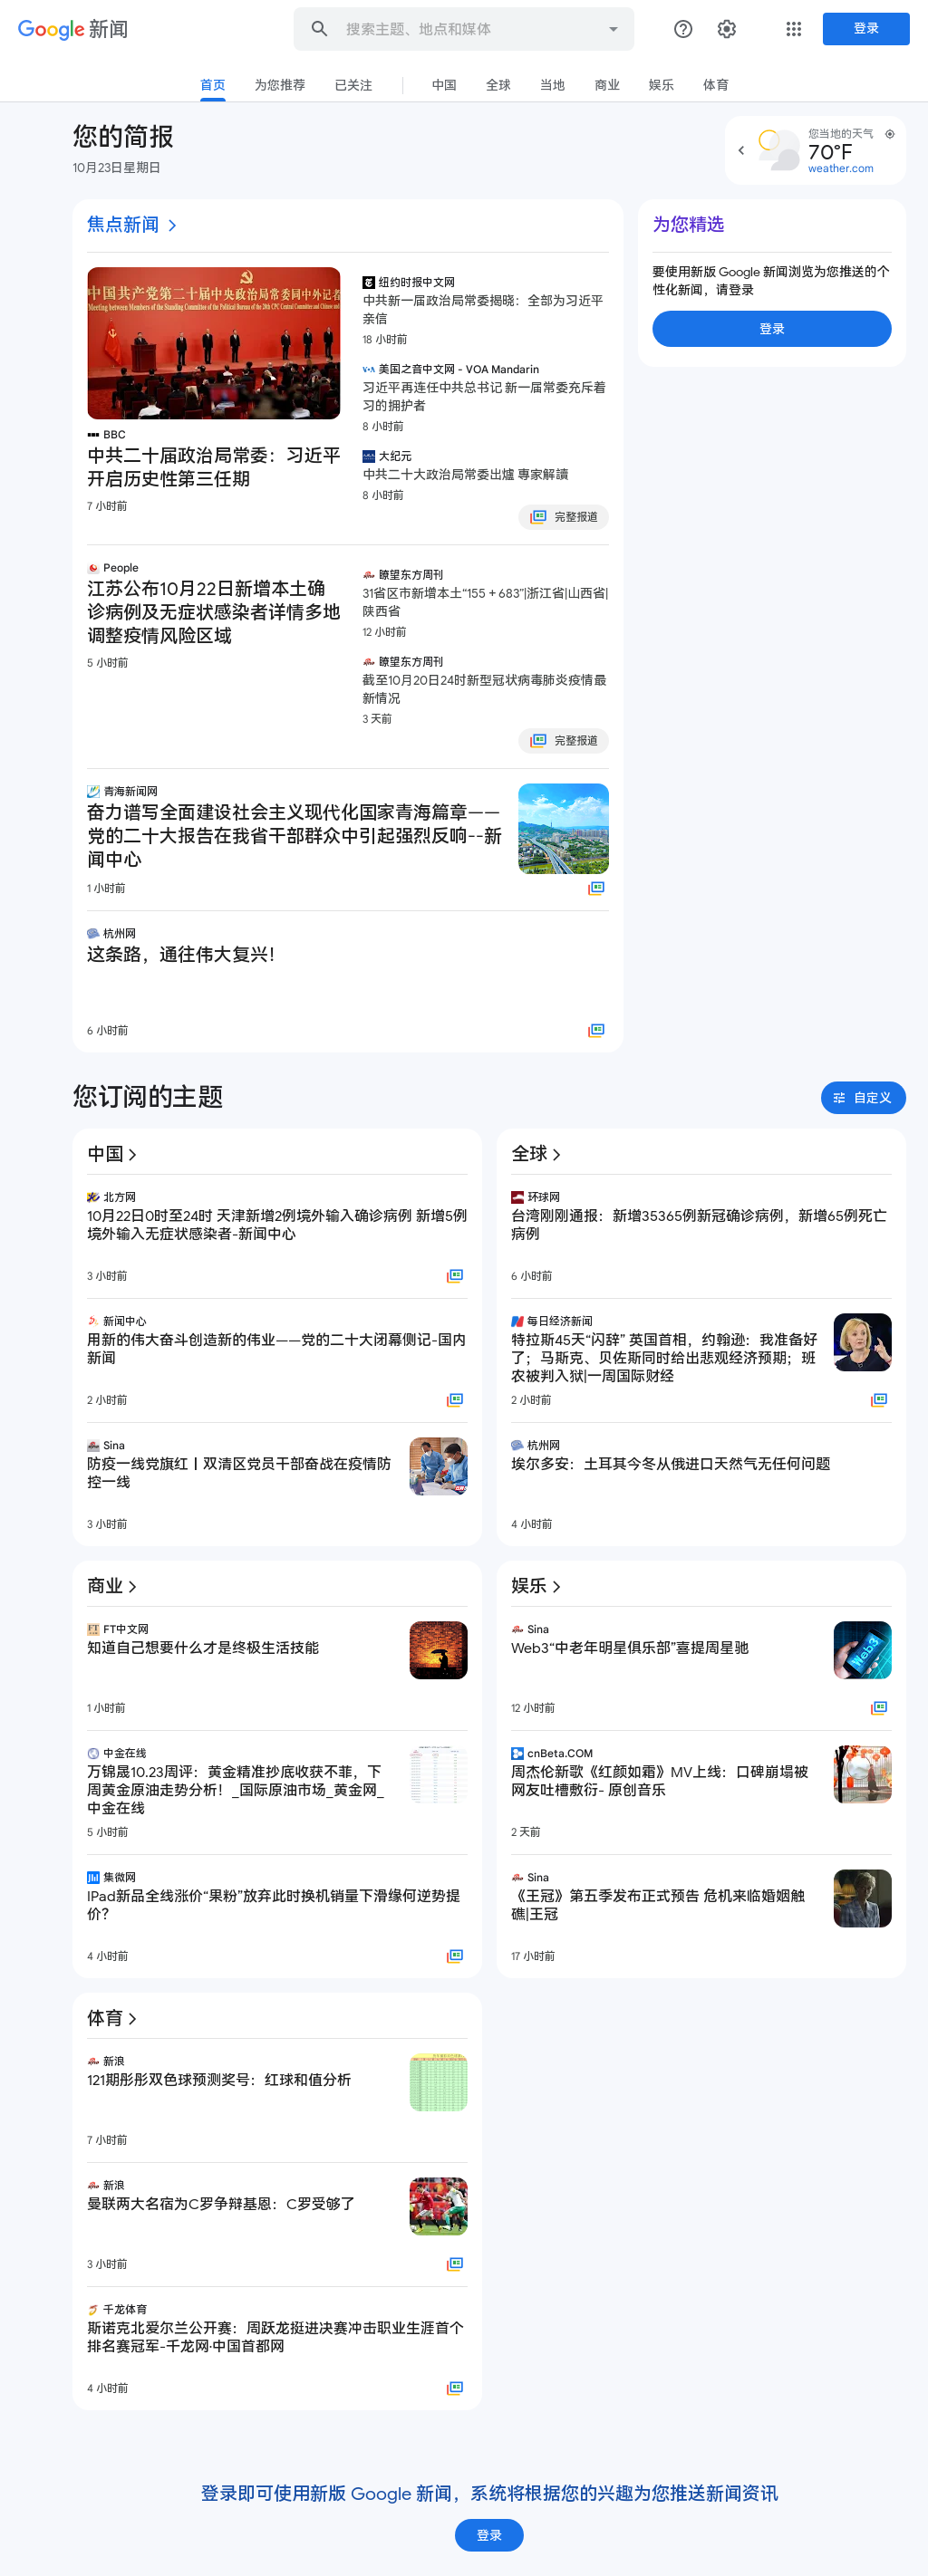 Google 新闻
搜索主题、地点和媒体
登录
首页 为您推荐 已关注 中国 全球 当地 商业 娱乐 体育
您的简报
10月23日星期日
您当地的天气
70°F
weather.com
焦点新闻
中国共产党第二十届中央政治局常委同中外记者
BBC
中共二十届政治局常委：习近平
开启历史性第三任期
7 小时前
纽约时报中文网
中共新一届政治局常委揭晓：全部为习近平
亲信
18 小时前
美国之音中文网 - VOA Mandarin
习近平再连任中共总书记 新一届常委充斥着
习的拥护者
8 小时前
大纪元
中共二十大政治局常委出爐 專家解讀
8 小时前
完整报道
People
江苏公布10月22日新增本土确
诊病例及无症状感染者详情多地
调整疫情风险区域
5 小时前
瞭望东方周刊
31省区市新增本土“155 + 683”|浙江省|山西省|
陕西省
12 小时前
瞭望东方周刊
截至10月20日24时新型冠状病毒肺炎疫情最
新情况
3 天前
完整报道
青海新闻网
奋力谱写全面建设社会主义现代化国家青海篇章——
党的二十大报告在我省干部群众中引起强烈反响--新
闻中心
1 小时前
杭州网
这条路，通往伟大复兴！
6 小时前
为您精选
要使用新版 Google 新闻浏览为您推送的个
性化新闻，请登录
登录
您订阅的主题
自定义
中国
北方网
10月22日0时至24时 天津新增2例境外输入确诊病例 新增5例
境外输入无症状感染者-新闻中心
3 小时前
新闻中心
用新的伟大奋斗创造新的伟业——党的二十大闭幕侧记-国内
新闻
2 小时前
Sina
防疫一线党旗红丨双清区党员干部奋战在疫情防
控一线
3 小时前
全球
环球网
台湾刚刚通报：新增35365例新冠确诊病例，新增65例死亡
病例
6 小时前
每日经济新闻
特拉斯45天“闪辞” 英国首相，约翰逊：我准备好
了；马斯克、贝佐斯同时给出悲观经济预期；班
农被判入狱|一周国际财经
2 小时前
杭州网
埃尔多安：土耳其今冬从俄进口天然气无任何问题
4 小时前
商业
FT中文网
知道自己想要什么才是终极生活技能
1 小时前
中金在线
万锦晟10.23周评：黄金精准抄底收获不菲，下
周黄金原油走势分析！_国际原油市场_黄金网_
中金在线
5 小时前
集微网
IPad新品全线涨价“果粉”放弃此时换机销量下滑缘何逆势提
价？
4 小时前
娱乐
Sina
Web3“中老年明星俱乐部”喜提周星驰
12 小时前
cnBeta.COM
周杰伦新歌《红颜如霜》MV上线：口碑崩塌被
网友吐槽敷衍- 原创音乐
2 天前
Sina
《王冠》第五季发布正式预告 危机来临婚姻触
礁|王冠
17 小时前
体育
新浪
121期彤彤双色球预测奖号：红球和值分析
7 小时前
新浪
曼联两大名宿为C罗争辩基恩：C罗受够了
3 小时前
千龙体育
斯诺克北爱尔兰公开赛：周跃龙挺进决赛冲击职业生涯首个
排名赛冠军-千龙网·中国首都网
4 小时前
登录即可使用新版 Google 新闻，系统将根据您的兴趣为您推送新闻资讯
登录